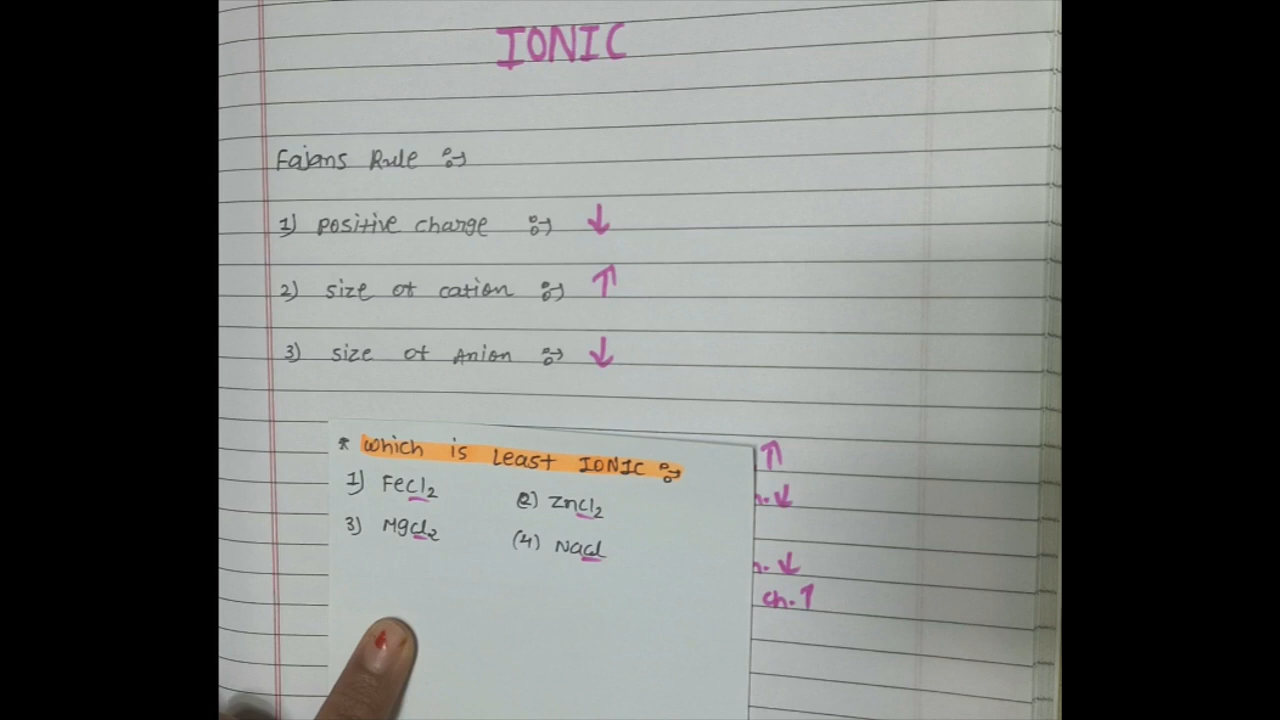 IONIC
Fajans Rule :→
1) positive charge :→ ↓
2) size of cation :→ ↑
3) size of Anion :→ ↓
* which is Least IONIC :→
1) FeCl2 (2) ZnCl2
3) MgCl2 (4) NaCl
↑
↓
↓
ch. ↑